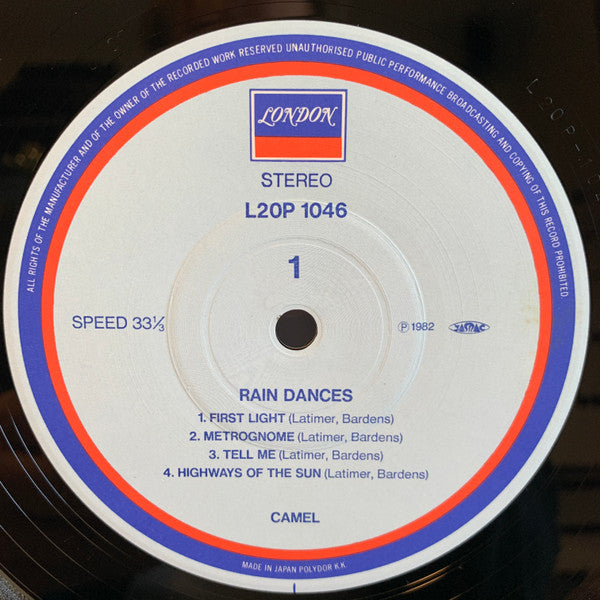 ALL RIGHTS OF THE MANUFACTURER AND OF THE OWNER OF THE RECORDED WORK RESERVED UNAUTHORISED PUBLIC PERFORMANCE BROADCASTING AND COPYING OF THIS RECORD PROHIBITED
LONDON
STEREO
L20P 1046
1
SPEED 33⅓
Ⓟ 1982
JASRAC
RAIN DANCES
1. FIRST LIGHT (Latimer, Bardens)
2. METROGNOME (Latimer, Bardens)
3. TELL ME (Latimer, Bardens)
4. HIGHWAYS OF THE SUN (Latimer, Bardens)
CAMEL
MADE IN JAPAN POLYDOR K.K.